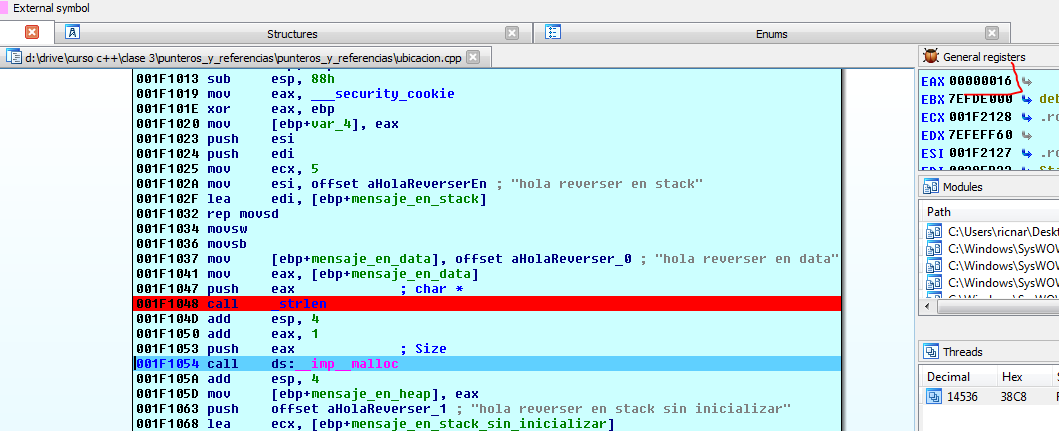 External symbol
Structures
Enums
d:\drive\curso c++\clase 3\punteros_y_referencias\punteros_y_referencias\ubicacion.cpp
001F1013 sub esp, 88h
001F1019 mov eax, ___security_cookie
001F101E xor eax, ebp
001F1020 mov [ebp+var_4], eax
001F1023 push esi
001F1024 push edi
001F1025 mov ecx, 5
001F102A mov esi, offset aHolaReverserEn ; "hola reverser en stack"
001F102F lea edi, [ebp+mensaje_en_stack]
001F1032 rep movsd
001F1034 movsw
001F1036 movsb
001F1037 mov [ebp+mensaje_en_data], offset aHolaReverser_0 ; "hola reverser en data"
001F1041 mov eax, [ebp+mensaje_en_data]
001F1047 push eax ; char *
001F1048 call _strlen
001F104D add esp, 4
001F1050 add eax, 1
001F1053 push eax ; Size
001F1054 call ds:__imp__malloc
001F105A add esp, 4
001F105D mov [ebp+mensaje_en_heap], eax
001F1063 push offset aHolaReverser_1 ; "hola reverser en stack sin inicializar"
001F1068 lea ecx, [ebp+mensaje_en_stack_sin_inicializar]
General registers
EAX 00000016
EBX 7EFDE000 deb
ECX 001F2128 .ro
EDX 7EFEFF60
ESI 001F2127 .ro
Modules
Path
C:\Users\ricnar\Deskt
C:\Windows\SysWOW
C:\Windows\SysWOW
C:\Windows\SysWOW
C:\Windows\SysWOW
Threads
Decimal Hex S
14536 38C8